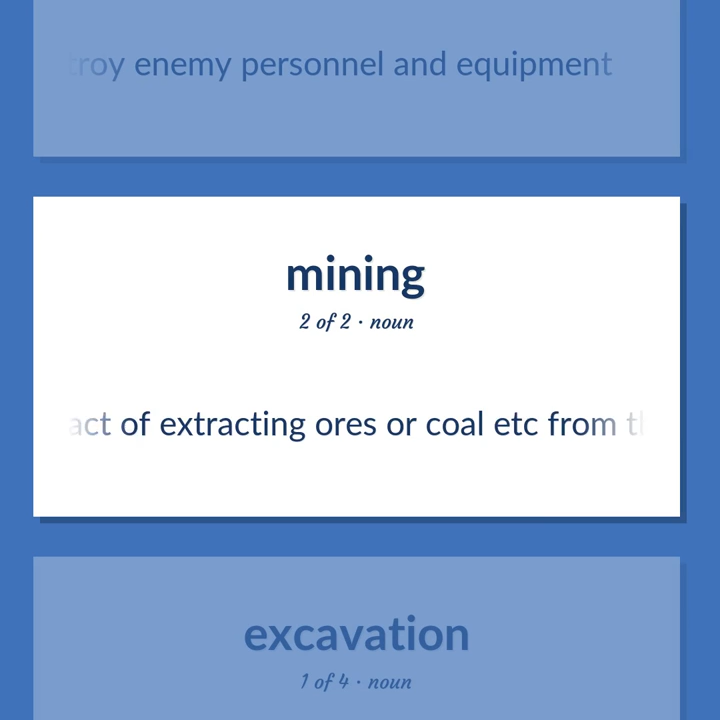 enemy personnel and equipment
mining
2 of 2 · noun
act of extracting ores or coal etc from
excavation
1 of 4 · noun